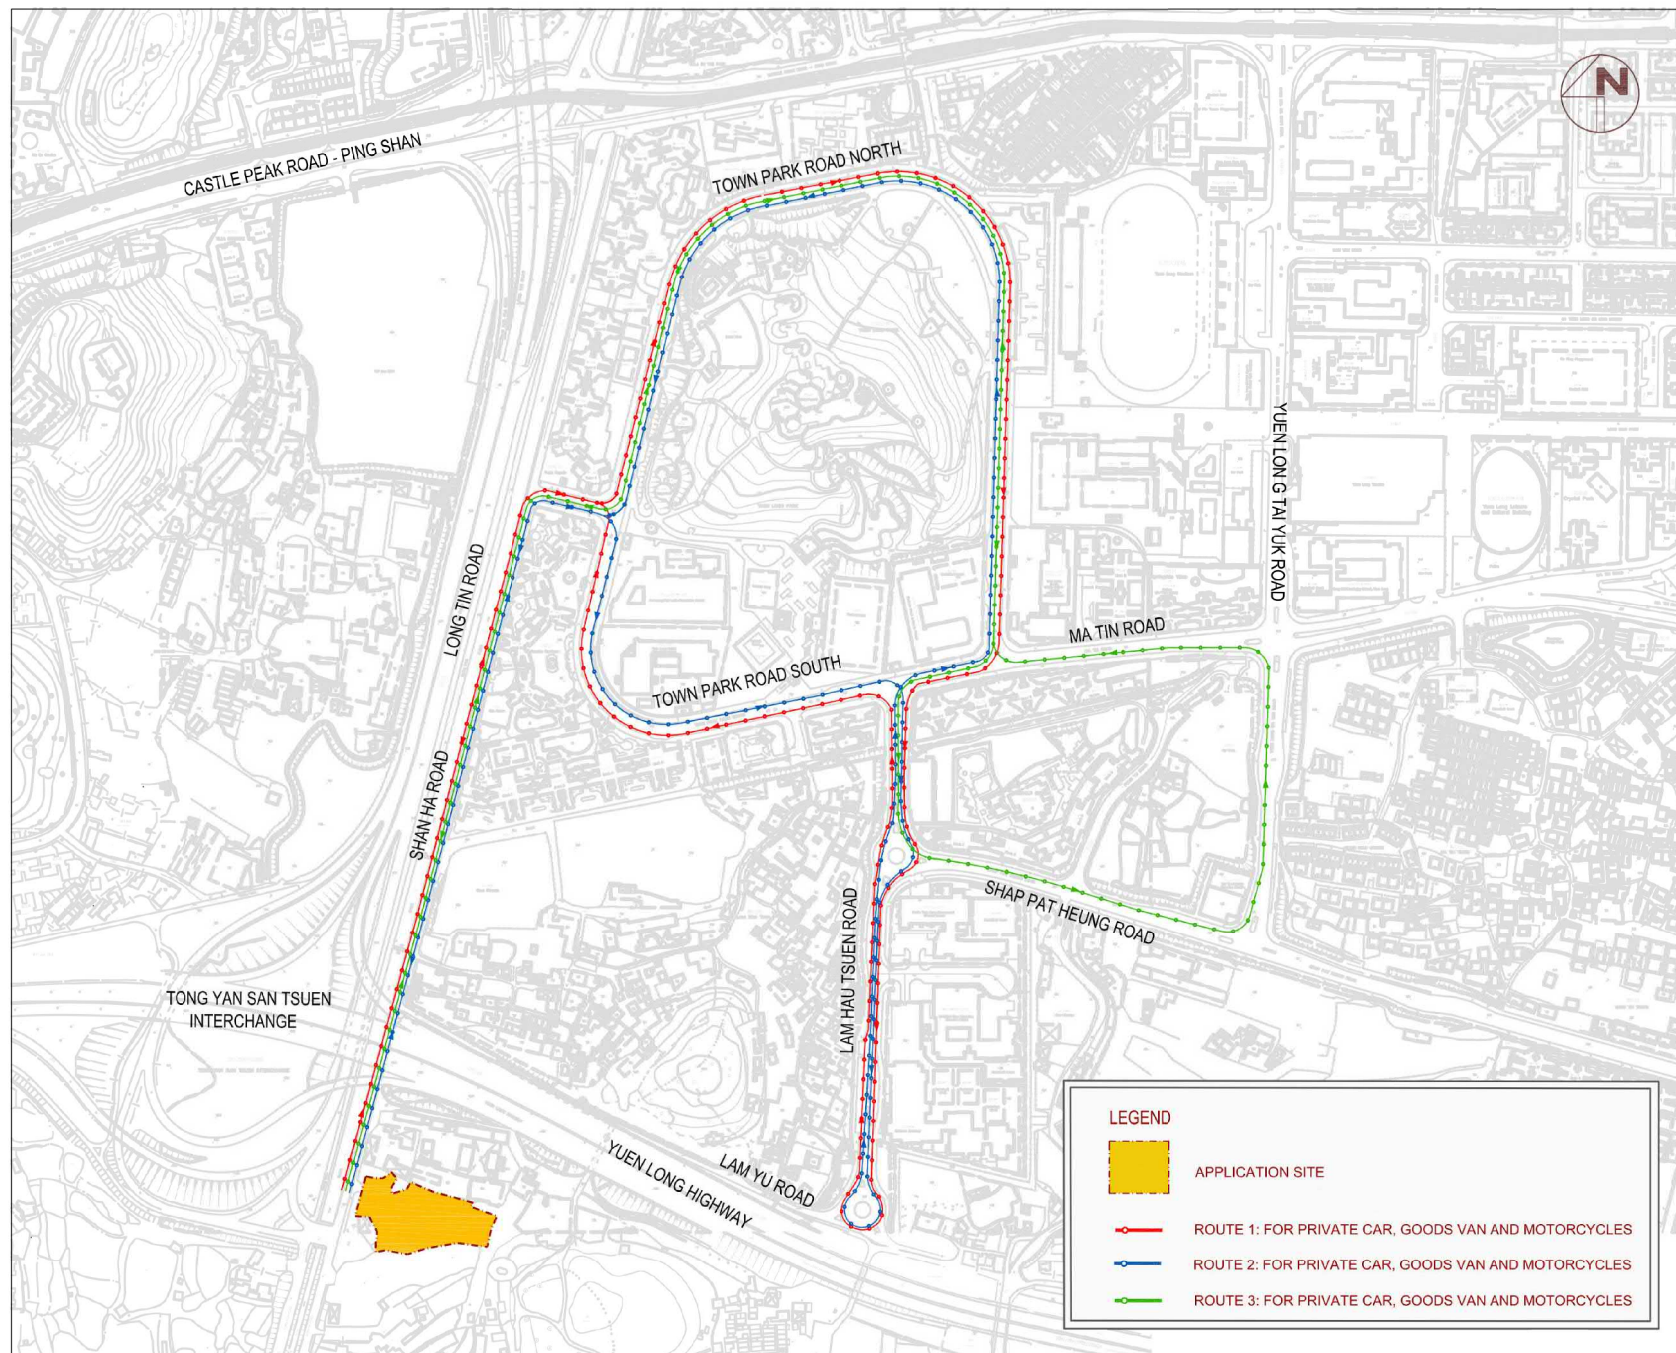 N
CASTLE PEAK ROAD - PING SHAN
TOWN PARK ROAD NORTH
YUEN LON G TAI YUK ROAD
LONG TIN ROAD
MA TIN ROAD
TOWN PARK ROAD SOUTH
SHAN HA ROAD
SHAP PAT HEUNG ROAD
LAM HAU TSUEN ROAD
TONG YAN SAN TSUEN
INTERCHANGE
YUEN LONG HIGHWAY
LAM YU ROAD
LEGEND
APPLICATION SITE
ROUTE 1: FOR PRIVATE CAR, GOODS VAN AND MOTORCYCLES
ROUTE 2: FOR PRIVATE CAR, GOODS VAN AND MOTORCYCLES
ROUTE 3: FOR PRIVATE CAR, GOODS VAN AND MOTORCYCLES